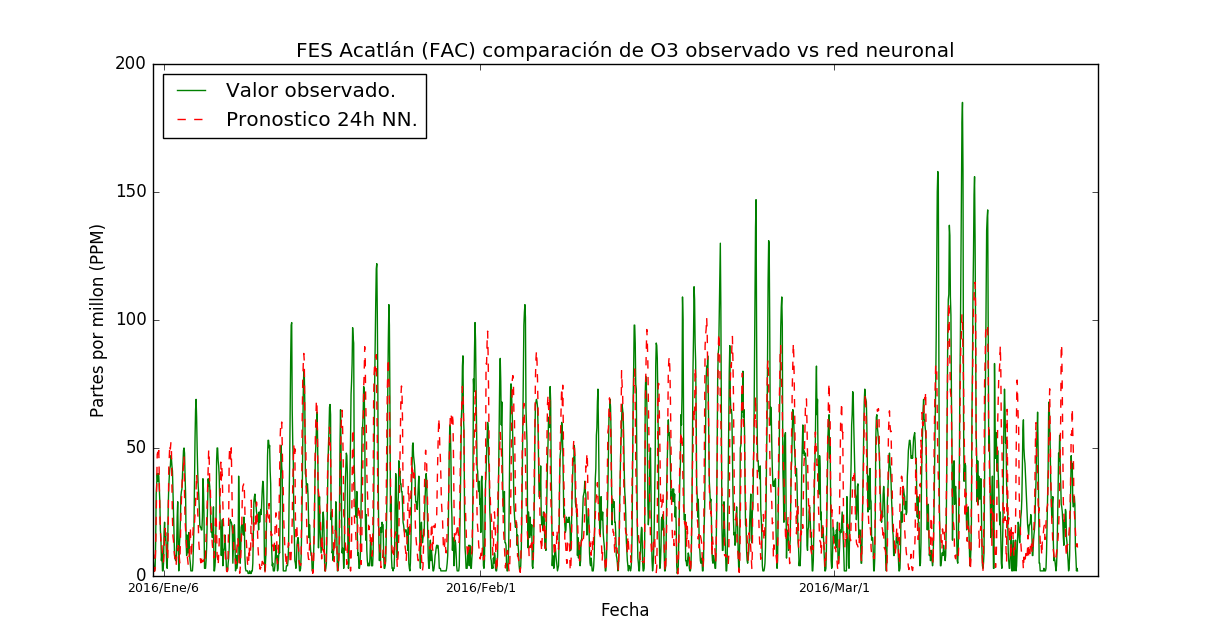 FES Acatlán (FAC) comparación de O3 observado vs red neuronal
Valor observado.
Pronostico 24h NN.
Partes por millon (PPM)
200
150
100
50
0
2016/Ene/6
2016/Feb/1
2016/Mar/1
Fecha